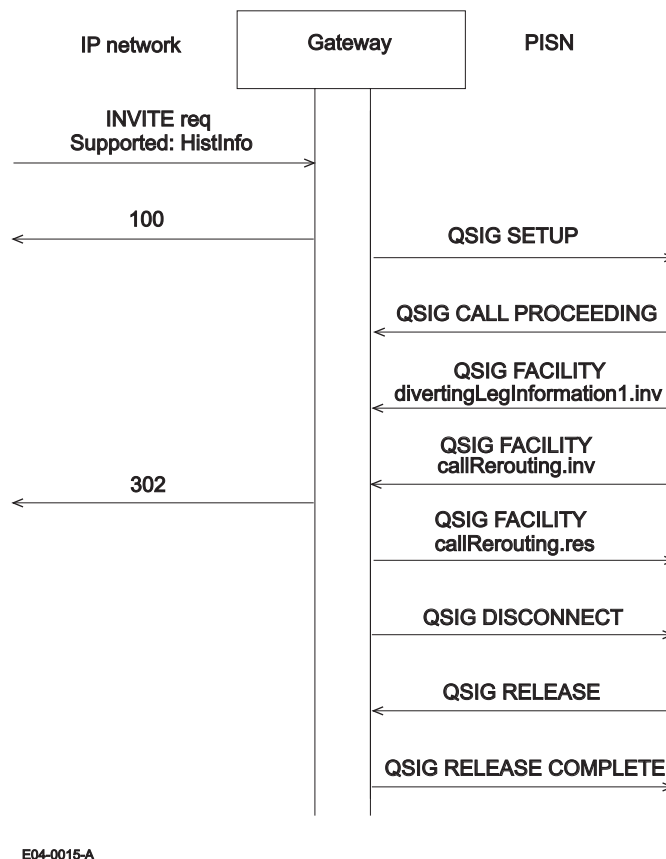 IP network
Gateway
PISN
INVITE req
Supported: HistInfo
100
QSIG SETUP
QSIG CALL PROCEEDING
QSIG FACILITY
divertingLegInformation1.inv
QSIG FACILITY
callRerouting.inv
302
QSIG FACILITY
callRerouting.res
QSIG DISCONNECT
QSIG RELEASE
QSIG RELEASE COMPLETE
E04-0015-A